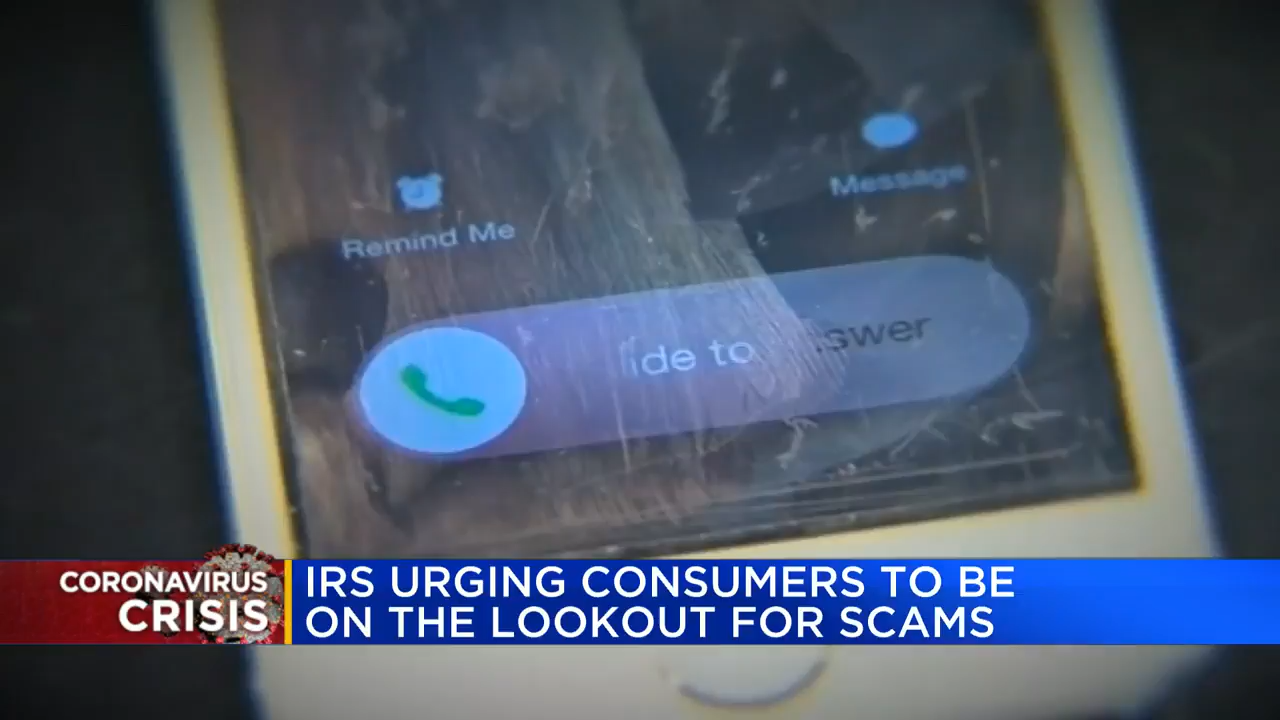 Message
Remind Me
ide to swer
CORONAVIRUS
CRISIS
IRS URGING CONSUMERS TO BE
ON THE LOOKOUT FOR SCAMS